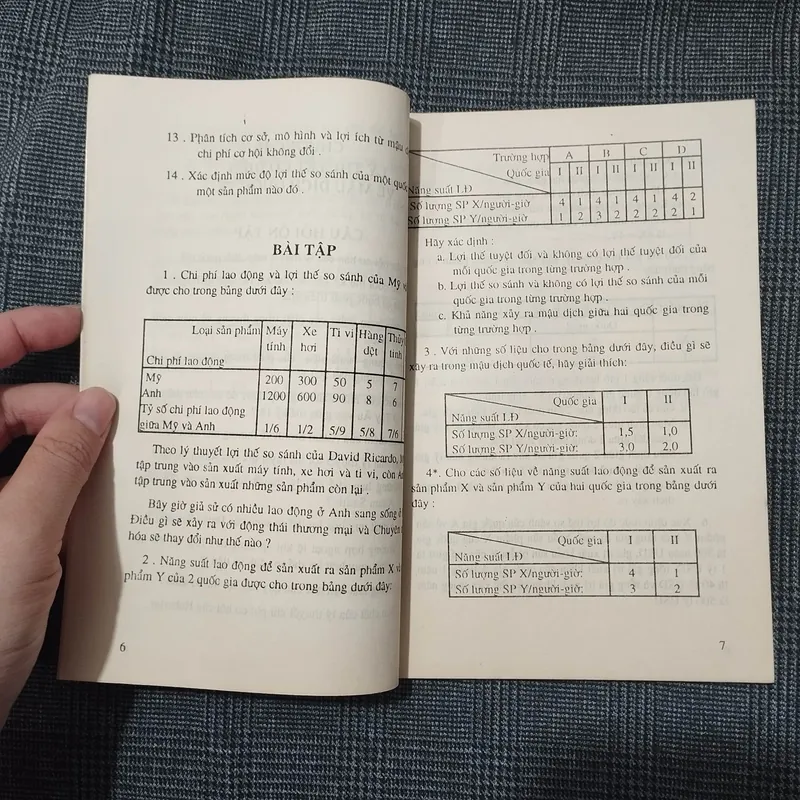 13 . Phân tích cơ sở, mô hình và lợi ích từ mậu
chi phí cơ hội không đổi .
14 . Xác định mức độ lợi thế so sánh của một quốc
một sản phẩm nào đó .
BÀI TẬP
1 . Chi phí lao động và lợi thế so sánh của Mỹ
được cho trong bảng dưới đây :
Loại sản phẩm Máy tính Xe hơi Ti vi Hàng dệt Thủy tinh
Chi phí lao động
Mỹ 200 300 50 5 7
Anh 1200 600 90 8 6
Tỷ số chi phí lao động
giữa Mỹ và Anh 1/6 1/2 5/9 5/8 7/6
Theo lý thuyết lợi thế so sánh của David Ricardo,
tập trung vào sản xuất máy tính, xe hơi và ti vi, còn
tập trung vào sản xuất những sản phẩm còn lại .
Bây giờ giả sử có nhiều lao động ở Anh sang sống
Điều gì sẽ xảy ra với động thái thương mại và Chuyên
hóa sẽ thay đổi như thế nào ?
2 . Năng suất lao động để sản xuất ra sản phẩm X
phẩm Y của 2 quốc gia được cho trong bảng dưới đây:
6
Trường hợp A B C D
Quốc gia I II I II I II I II
Năng suất LĐ
Số lượng SP X/người-giờ 4 1 4 1 4 1 4 2
Số lượng SP Y/người-giờ 1 2 3 2 1 1 2 1
Hãy xác định :
a. Lợi thế tuyệt đối và không có lợi thế tuyệt đối của
mỗi quốc gia trong từng trường hợp .
b. Lợi thế so sánh và không có lợi thế so sánh của mỗi
quốc gia trong từng trường hợp .
c. Khả năng xảy ra mậu dịch giữa hai quốc gia trong
từng trường hợp .
3 . Với những số liệu cho trong bảng dưới đây, điều gì sẽ
xảy ra trong mậu dịch quốc tế, hãy giải thích:
Quốc gia I II
Năng suất LĐ
Số lượng SP X/người-giờ: 1,5 1,0
Số lượng SP Y/người-giờ: 3,0 2,0
4*. Cho các số liệu về năng suất lao động để sản xuất ra
sản phẩm X và sản phẩm Y của hai quốc gia trong bảng dưới
đây :
Quốc gia I II
Năng suất LĐ
Số lượng SP X/người-giờ: 4 1
Số lượng SP Y/người-giờ: 3 2
7